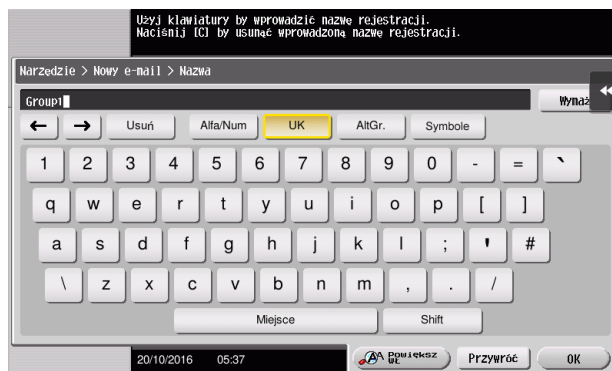 Użyj klawiatury by wprowadzić nazwę rejestracji.
Naciśnij [C] by usunąć wprowadzoną nazwę rejestracji.
Narzędzie > Nowy e-mail > Nazwa
Group1
Wymaż
← → Usuń Alfa/Num UK AltGr. Symbole
1 2 3 4 5 6 7 8 9 0 - = `
q w e r t y u i o p [ ]
a s d f g h j k l ; ' #
\ z x c v b n m , . /
Miejsce Shift
20/10/2016 05:37 Powiększ WŁ Przywróć OK